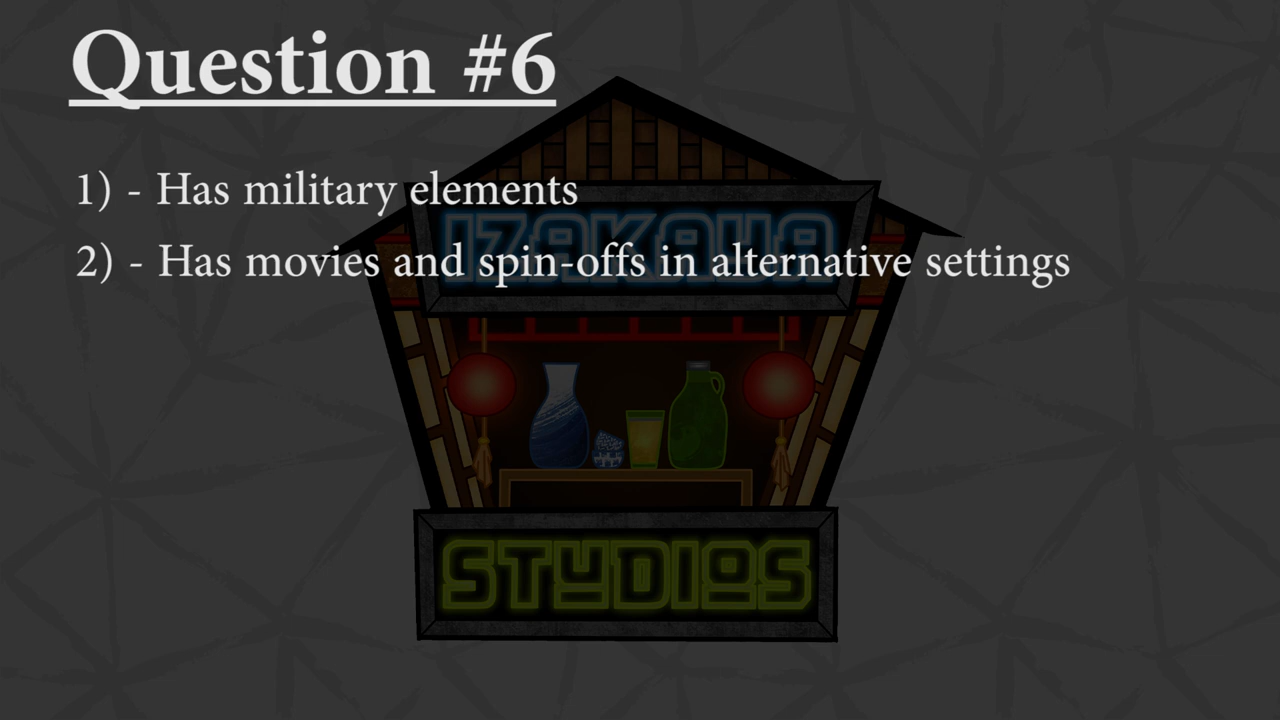 Question #6
1) - Has military elements
2) - Has movies and spin-offs in alternative settings
IZAKAYA
STUDIOS